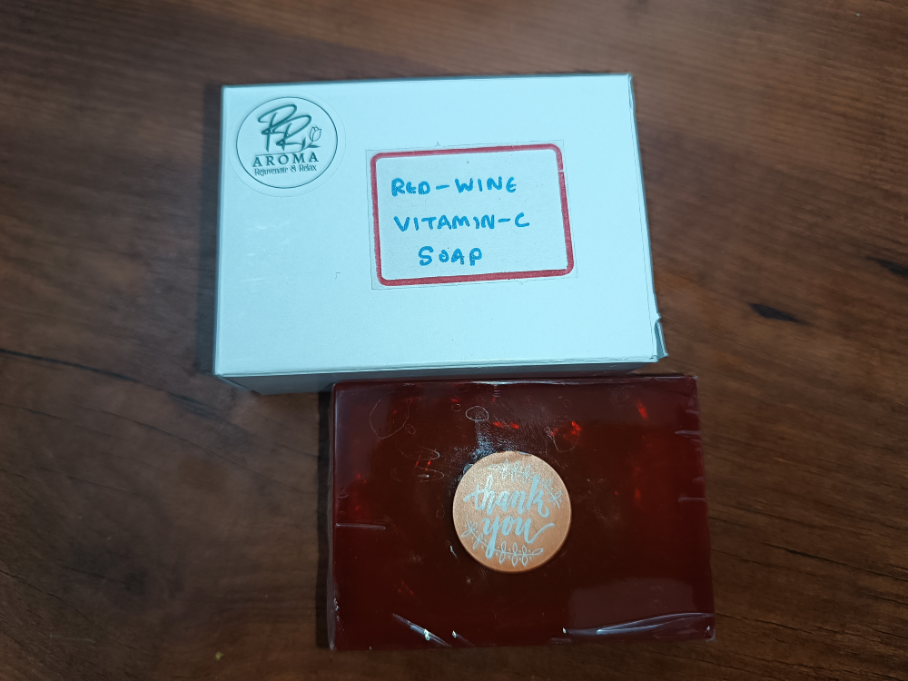 RR
AROMA
Rejuvenate & Relax
RED-WINE
VITAMIN-C
SOAP
thank
you